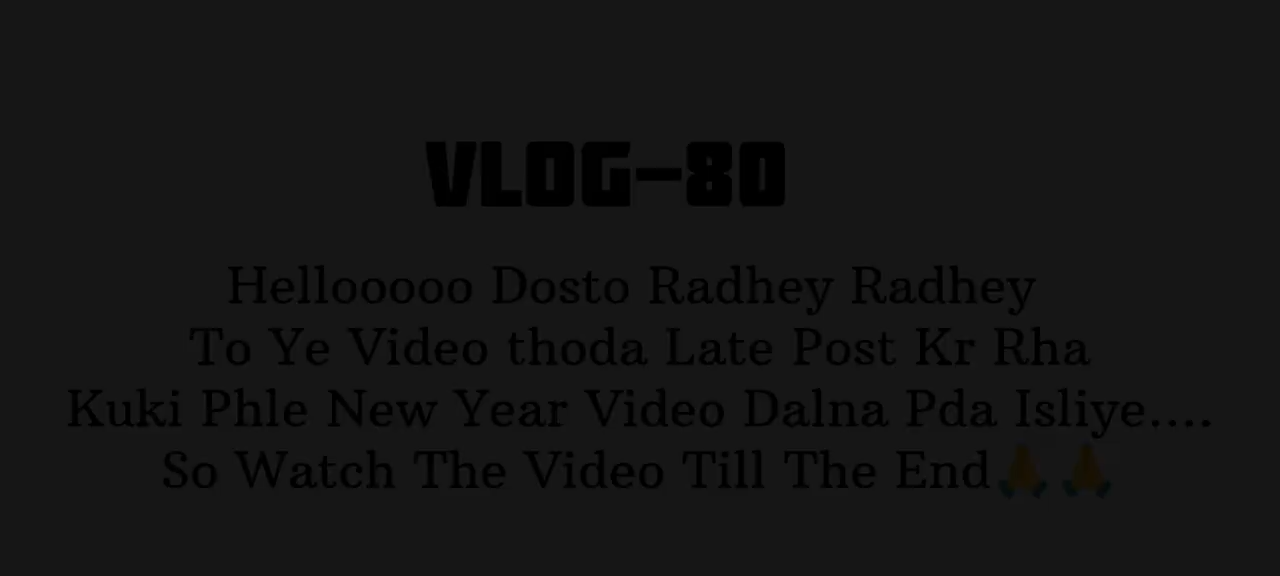 VLOG-80
Hellooooo Dosto Radhey Radhey
To Ye Video thoda Late Post Kr Rha
Kuki Phle New Year Video Dalna Pda Isliye....
So Watch The Video Till The End🙏🙏